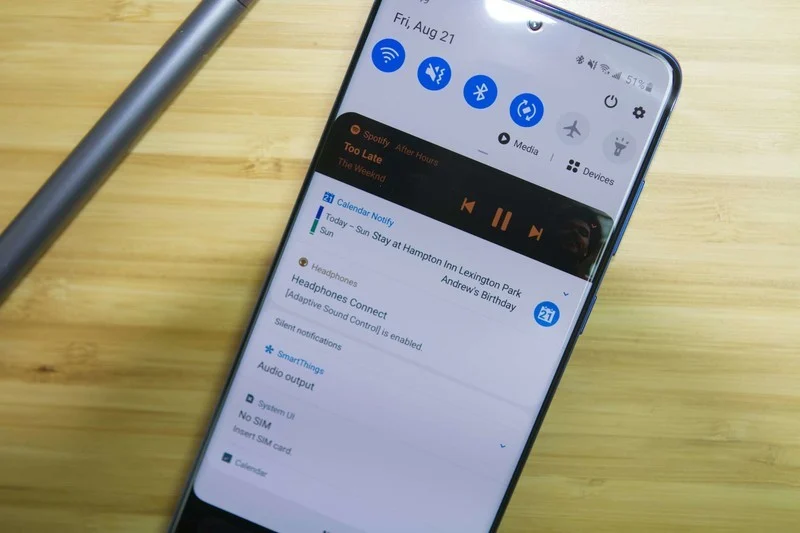 Fri, Aug 21
51%
Media
Devices
Spotify After Hours
Too Late
The Weeknd
21 Calendar Notify
Today – Sun Stay at Hampton Inn Lexington Park
Sun Andrew's Birthday
21
Headphones
Headphones Connect
[Adaptive Sound Control] is enabled.
Silent notifications
SmartThings
Audio output
System UI
No SIM
Insert SIM card.
Calendar